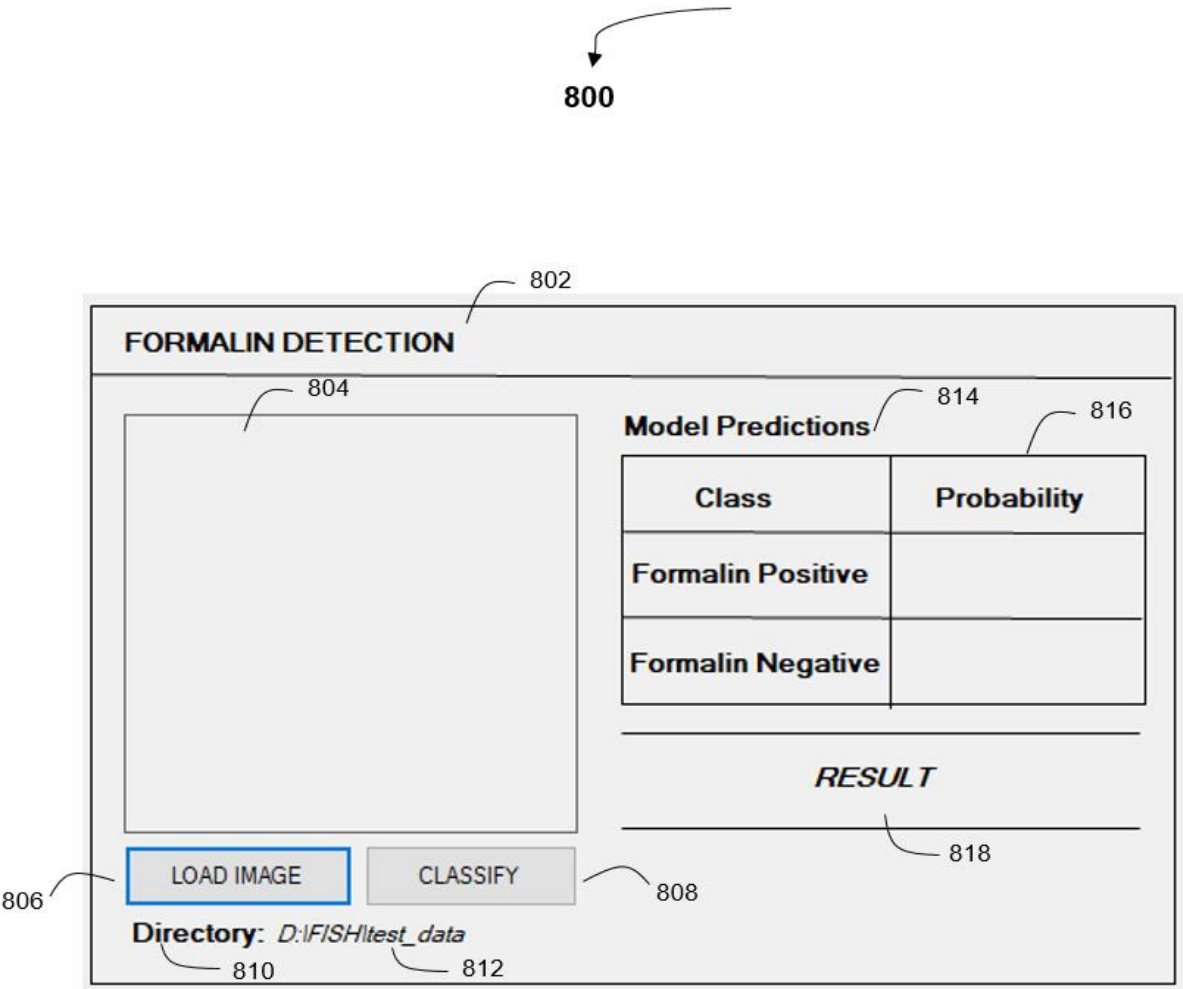 800
802
FORMALIN DETECTION
804
814
816
Model Predictions
Class Probability
Formalin Positive
Formalin Negative
RESULT
818
LOAD IMAGE CLASSIFY
806
808
Directory: D:\FISH\test_data
810 812